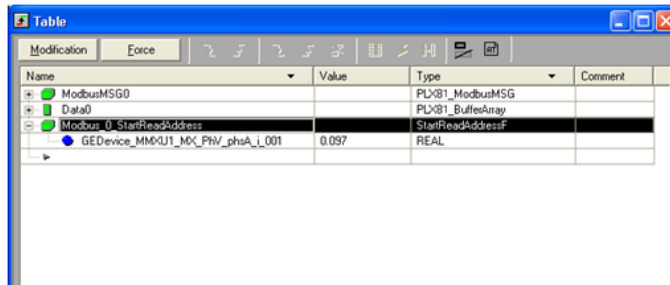 Table
Modification Force
Name Value Type Comment
ModbusMSG0 PLX81_ModbusMSG
Data0 PLX81_BufferArray
Modbus_0_StartReadAddress StartReadAddressF
GEDevice_MMXU1_MX_PhV_phsA_i_001 0.097 REAL